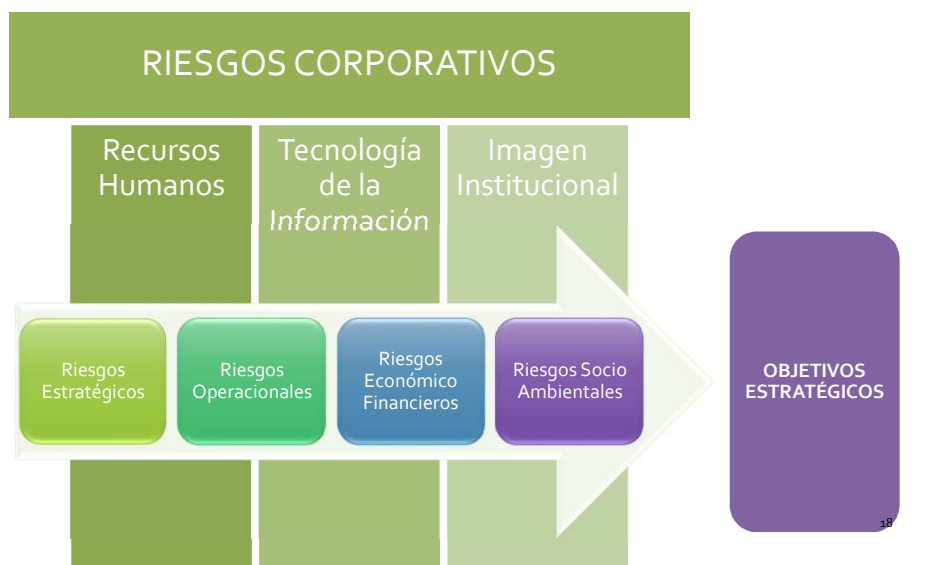 RIESGOS CORPORATIVOS
Recursos
Humanos
Tecnología
de la
Información
Imagen
Institucional
Riesgos
Estratégicos
Riesgos
Operacionales
Riesgos
Económico
Financieros
Riesgos Socio
Ambientales
OBJETIVOS
ESTRATÉGICOS
18